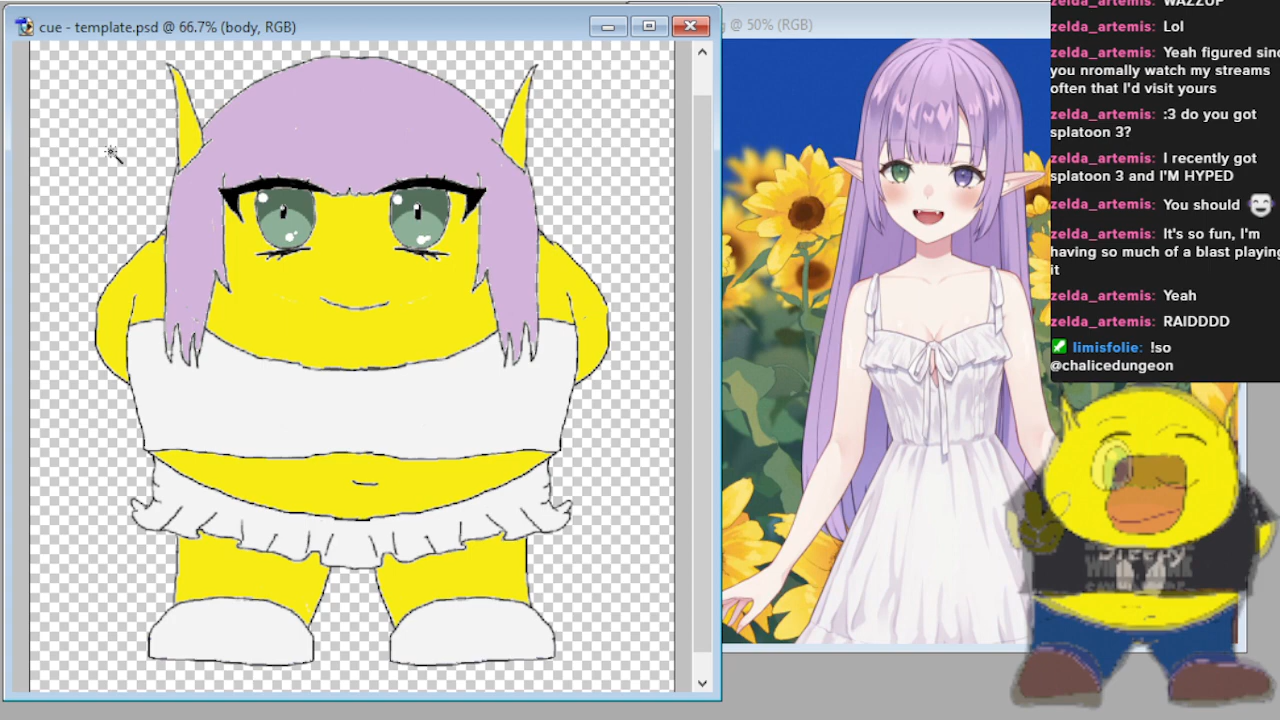 cue - template.psd @ 66.7% (body, RGB)
@ 50% (RGB)
zelda_artemis: WAZZUP
zelda_artemis: Lol
zelda_artemis: Yeah figured sinc
you nromally watch my streams
often that I'd visit yours
zelda_artemis: :3 do you got
splatoon 3?
zelda_artemis: I recently got
splatoon 3 and I'M HYPED
zelda_artemis: You should
zelda_artemis: It's so fun, I'm
having so much of a blast playing
it
zelda_artemis: Yeah
zelda_artemis: RAIDDDD
limisfolie: !so
@chalicedungeon